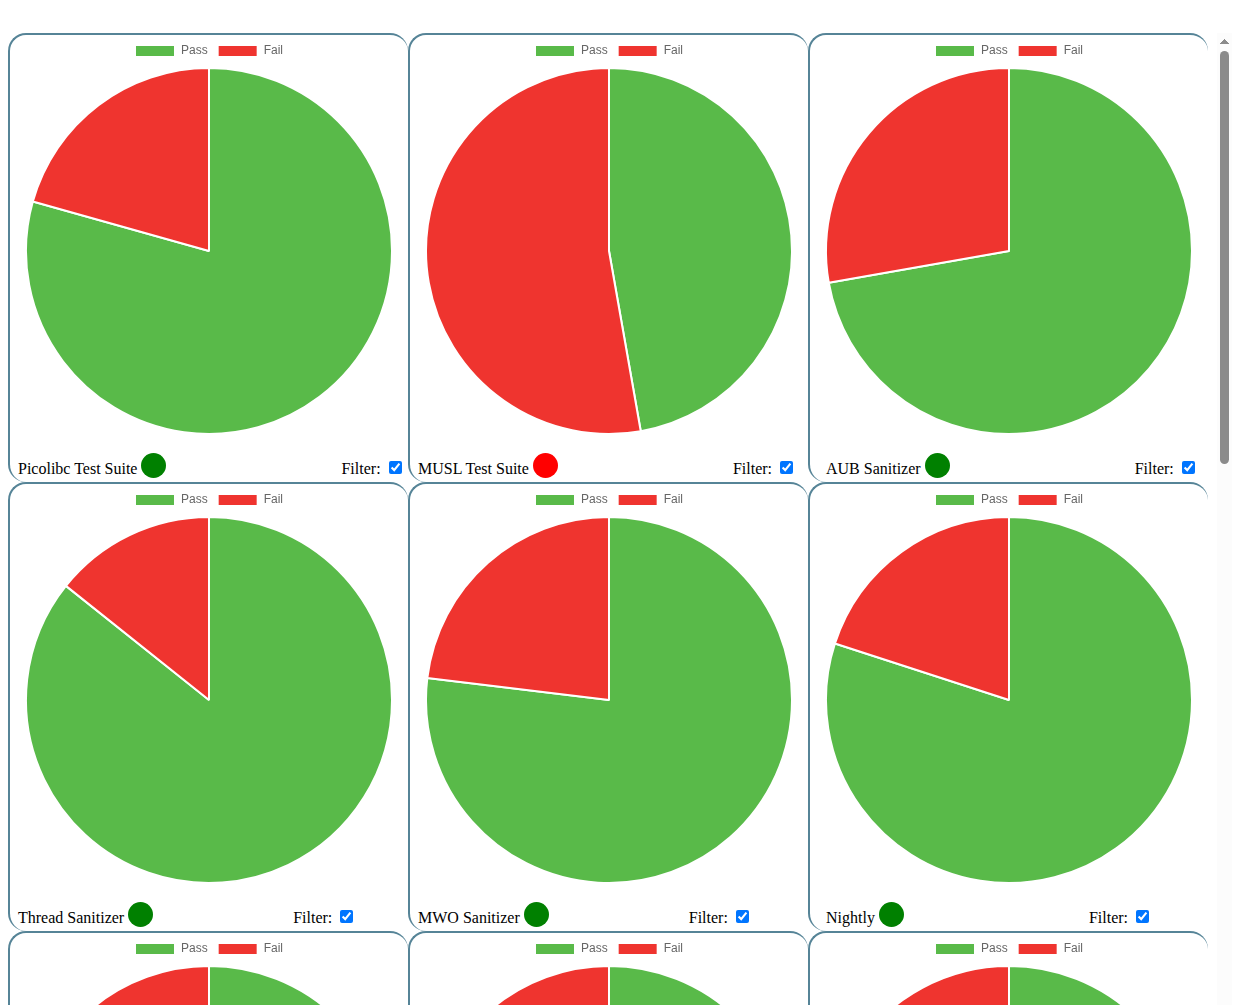 Pass Fail
Pass Fail
Pass Fail
Picolibc Test Suite Filter:
MUSL Test Suite Filter:
AUB Sanitizer Filter:
Pass Fail
Pass Fail
Pass Fail
Thread Sanitizer Filter:
MWO Sanitizer Filter:
Nightly Filter:
Pass Fail
Pass Fail
Pass Fail